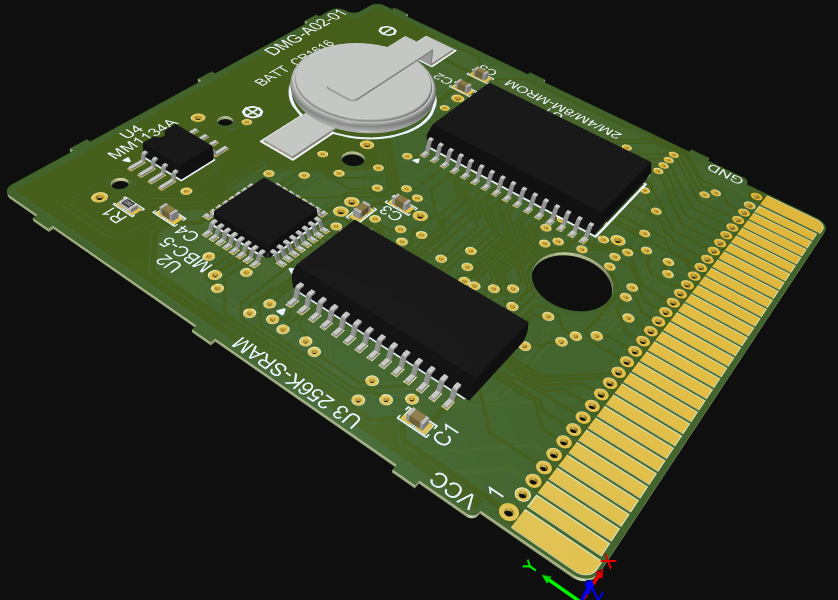 DMG-A02-01
BATT CR1616
C2
2M/4M/8M-MROM
GND
U4
MM1134A
R1
C4
C3
U2
MBC-5
U3 256K-SRAM
C1
VCC
1
Y
X